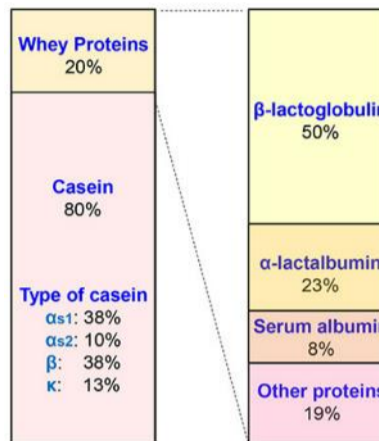 Whey Proteins
20%
Casein
80%
Type of casein
αs1: 38%
αs2: 10%
β: 38%
κ: 13%
β-lactoglobulin
50%
α-lactalbumin
23%
Serum albumin
8%
Other proteins
19%